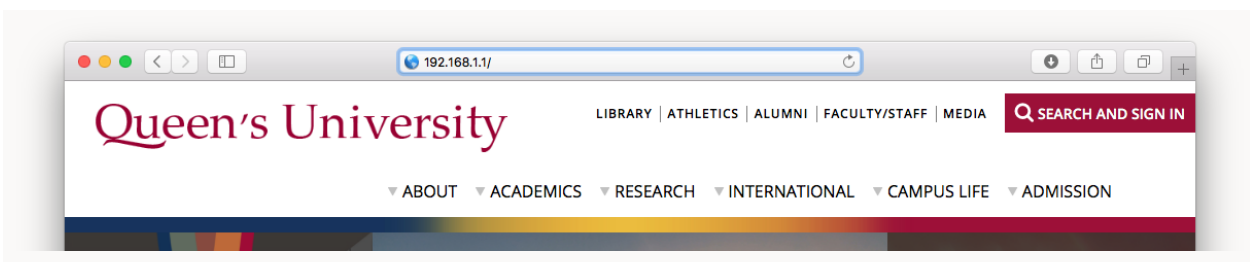 192.168.1.1/
Queen's University
LIBRARY | ATHLETICS | ALUMNI | FACULTY/STAFF | MEDIA
SEARCH AND SIGN IN
ABOUT ACADEMICS RESEARCH INTERNATIONAL CAMPUS LIFE ADMISSION